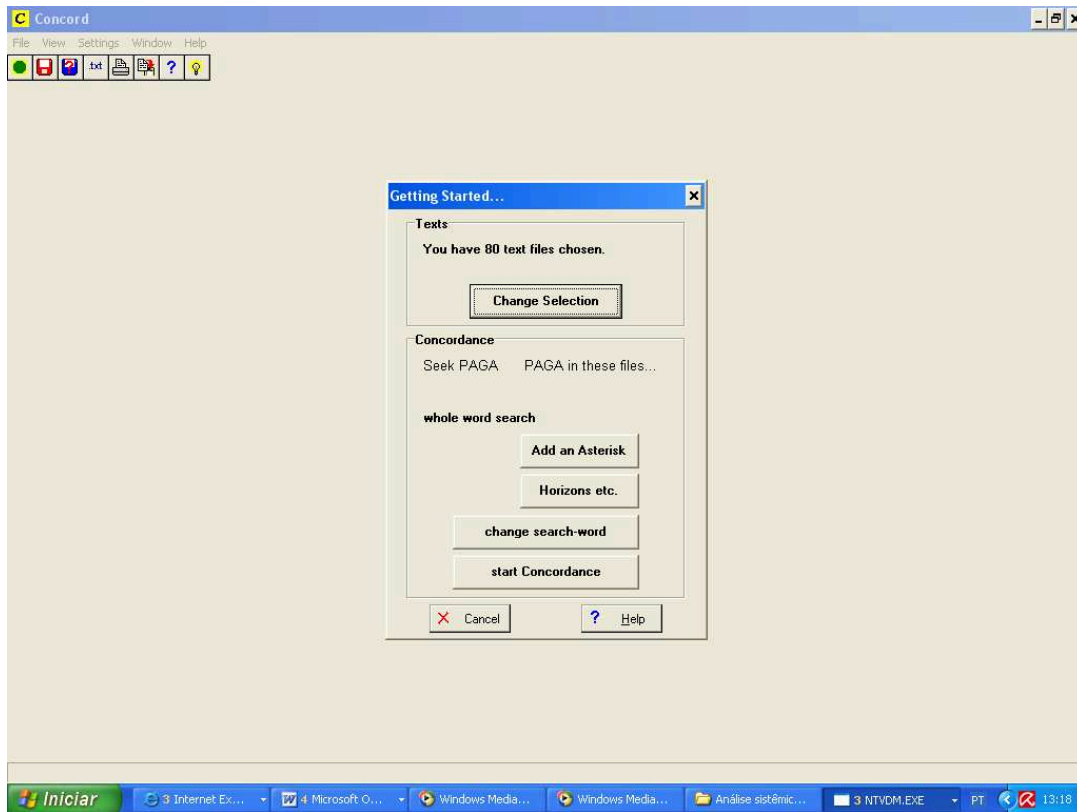 C Concord
File View Settings Window Help
.txt ? 
Getting Started...
Texts
You have 80 text files chosen.
Change Selection
Concordance
Seek PAGA PAGA in these files...
whole word search
Add an Asterisk
Horizons etc.
change search-word
start Concordance
Cancel ? Help
Iniciar 3 Internet Ex... 4 Microsoft O... Windows Media... Windows Media... Análise sistêmic... 3 NTVDM.EXE PT 13:18